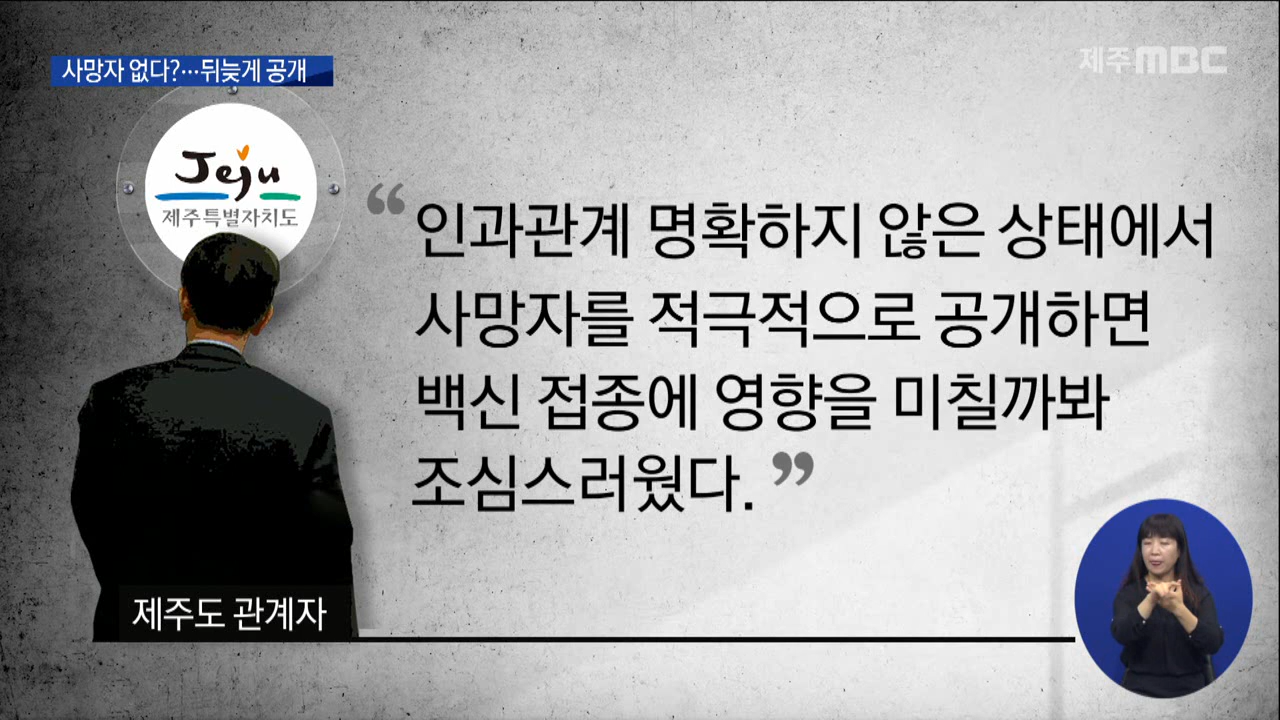 사망자 없다?…뒤늦게 공개
제주MBC
Jeju
제주특별자치도
“인과관계 명확하지 않은 상태에서
사망자를 적극적으로 공개하면
백신 접종에 영향을 미칠까봐
조심스러웠다.”
제주도 관계자